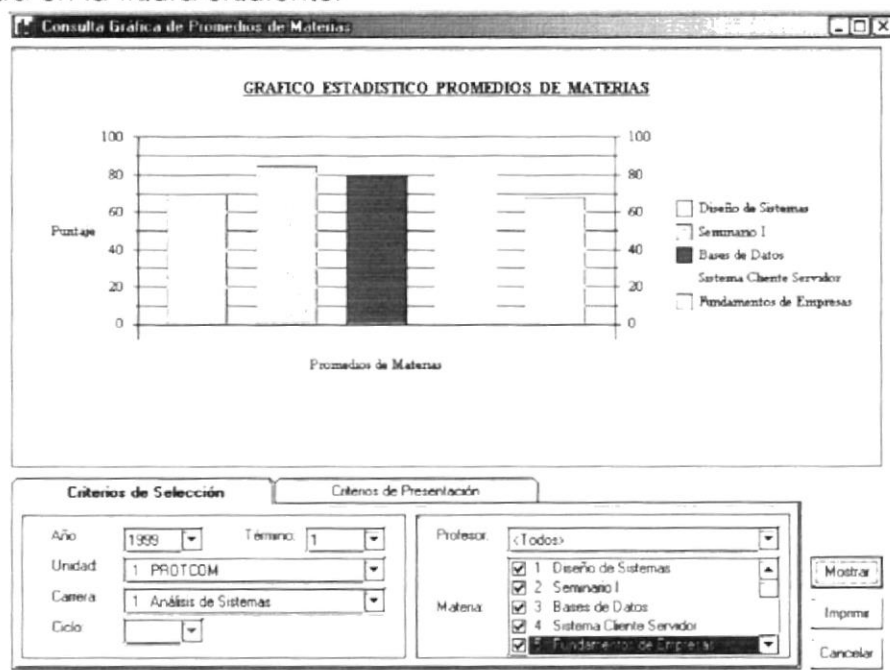 Consulta Gráfica de Promedios de Materias
GRAFICO ESTADISTICO PROMEDIOS DE MATERIAS
100 100
80 80
60 60
Puntaje
40 40
20 20
0 0
Promedios de Materias
Diseño de Sistemas
Seminario I
Bases de Datos
Sistema Cliente Servidor
Fundamentos de Empresas
Criterios de Selección Criterios de Presentación
Año 1999 Término: 1
Unidad 1 PROTCOM
Carrera 1 Análisis de Sistemas
Ciclo:
Profesor: <Todos>
Materia:
1 Diseño de Sistemas
2 Seminario I
3 Bases de Datos
4 Sistema Cliente Servidor
5 Fundamentos de Empresas
Mostrar
Imprimir
Cancelar